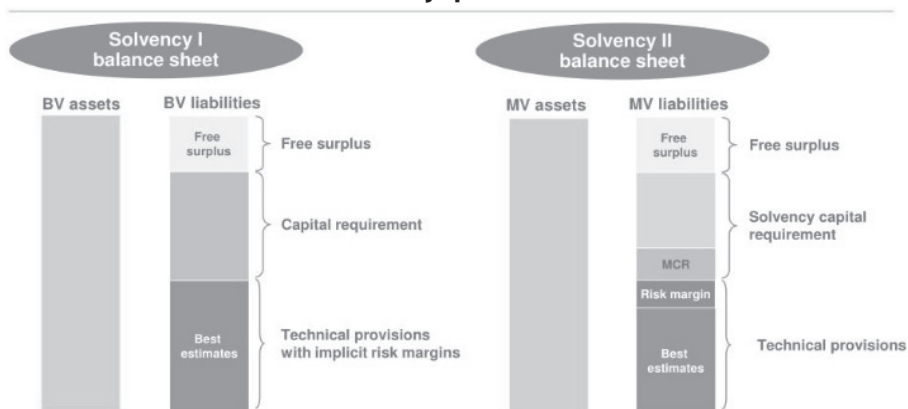 Solvency I
balance sheet
BV assets
BV liabilities
Free
surplus
Free surplus
Capital requirement
Best
estimates
Technical provisions
with implicit risk margins
Solvency II
balance sheet
MV assets
MV liabilities
Free
surplus
Free surplus
Solvency capital
requirement
MCR
Risk margin
Best
estimates
Technical provisions